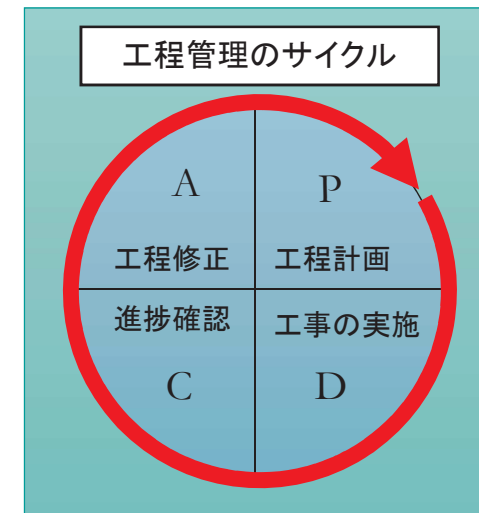 工程管理のサイクル
A
P
工程修正
工程計画
進捗確認
工事の実施
C
D